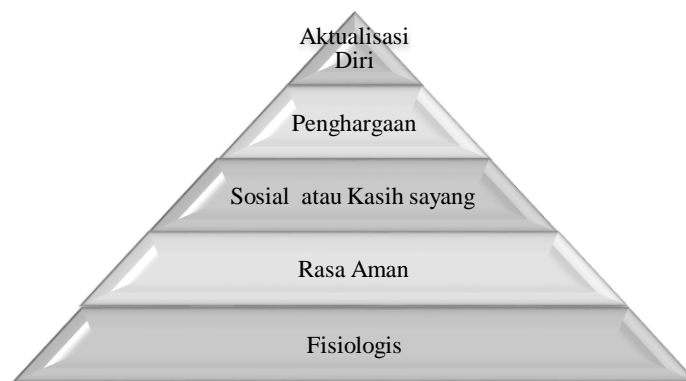 Aktualisasi
Diri
Penghargaan
Sosial atau Kasih sayang
Rasa Aman
Fisiologis